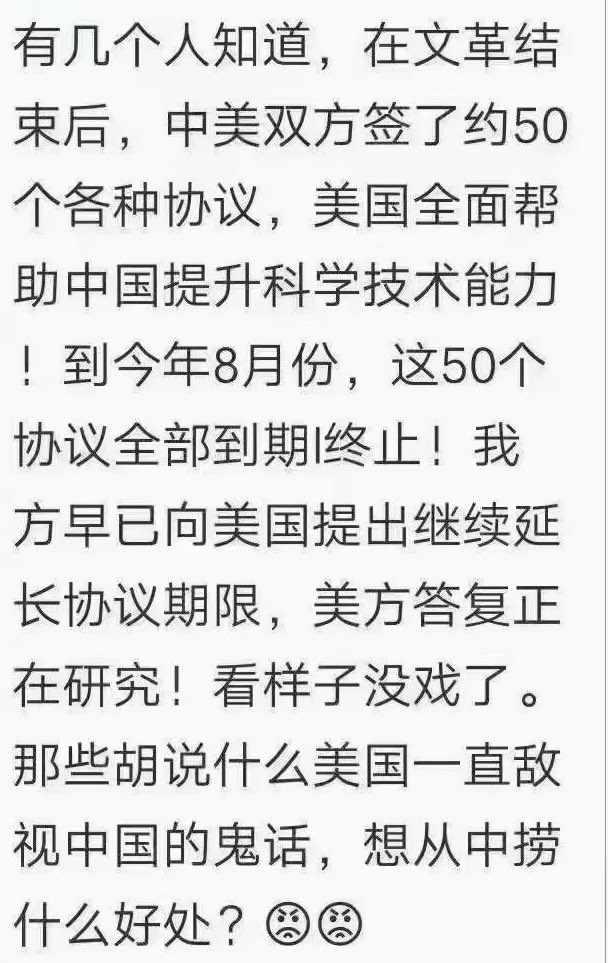 有几个人知道，在文革结
束后，中美双方签了约50
个各种协议，美国全面帮
助中国提升科学技术能力
！到今年8月份，这50个
协议全部到期l终止！我
方早已向美国提出继续延
长协议期限，美方答复正
在研究！看样子没戏了。
那些胡说什么美国一直敌
视中国的鬼话，想从中捞
什么好处？😡😡